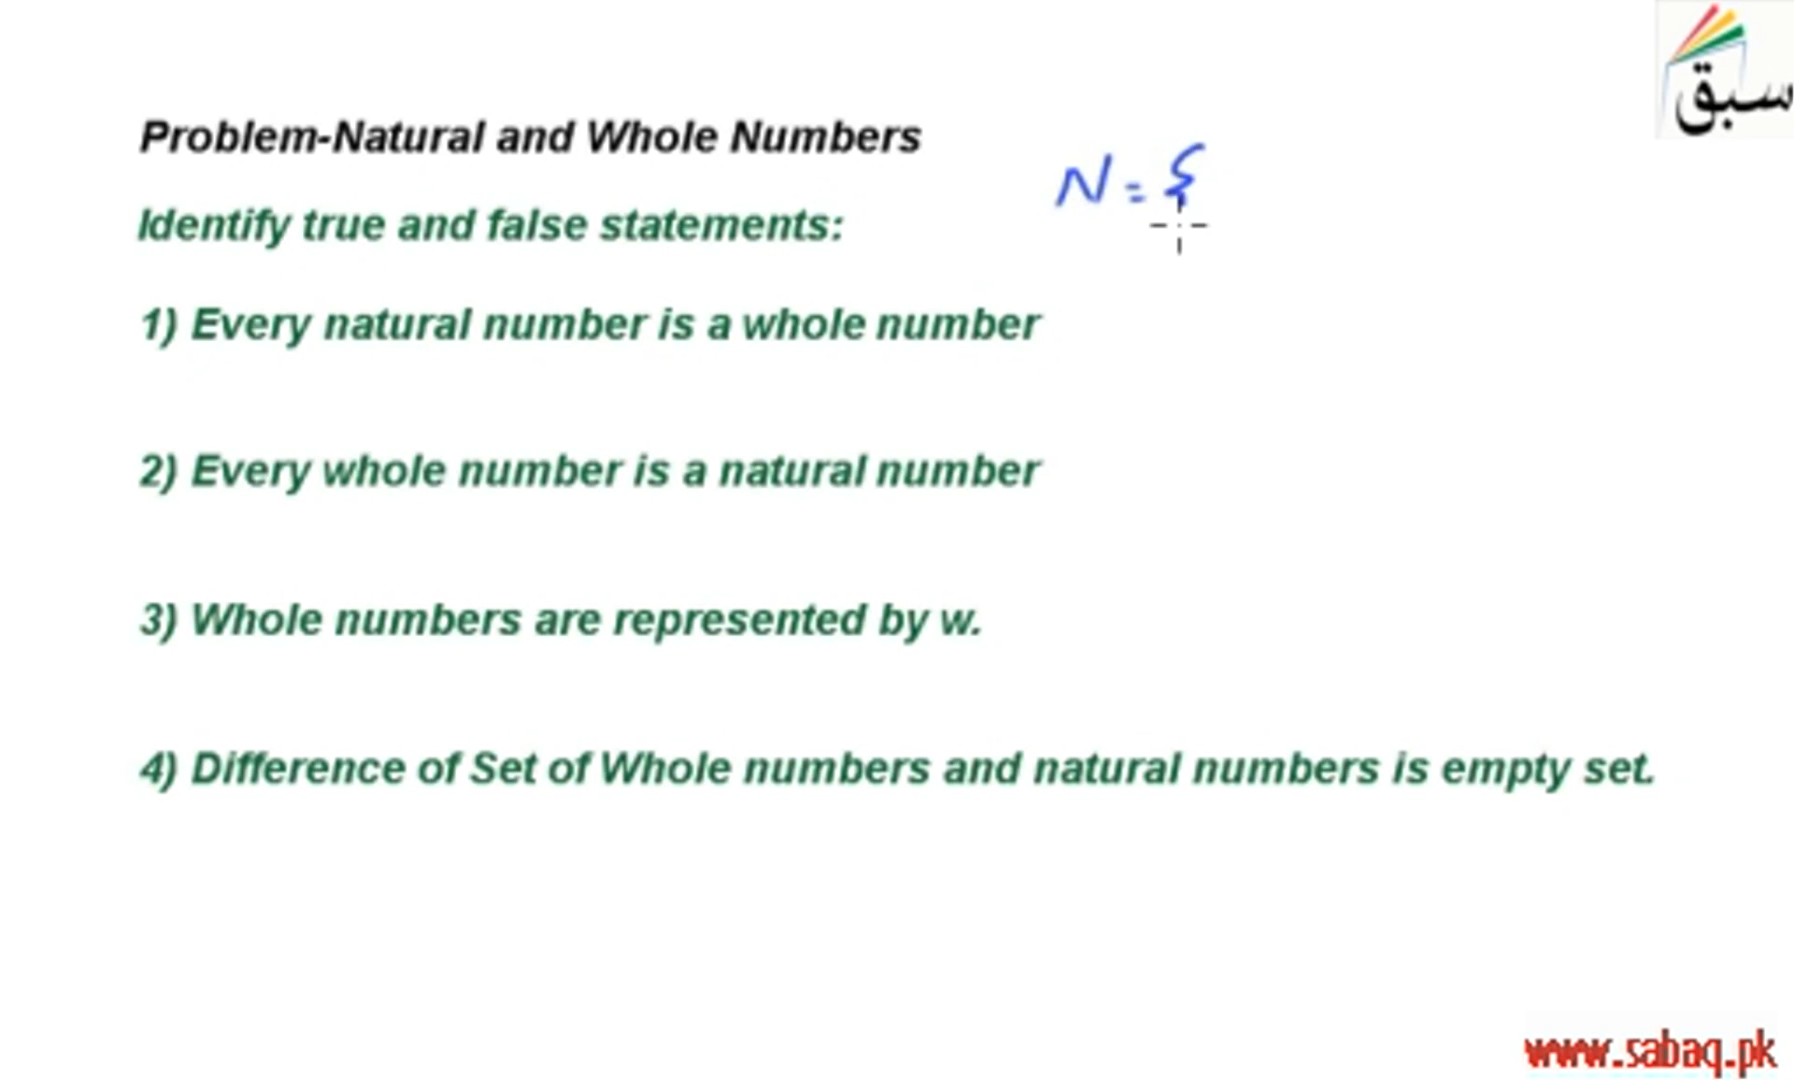 سبق
Problem-Natural and Whole Numbers
N = {
Identify true and false statements:
1) Every natural number is a whole number
2) Every whole number is a natural number
3) Whole numbers are represented by w.
4) Difference of Set of Whole numbers and natural numbers is empty set.
www.sabaq.pk